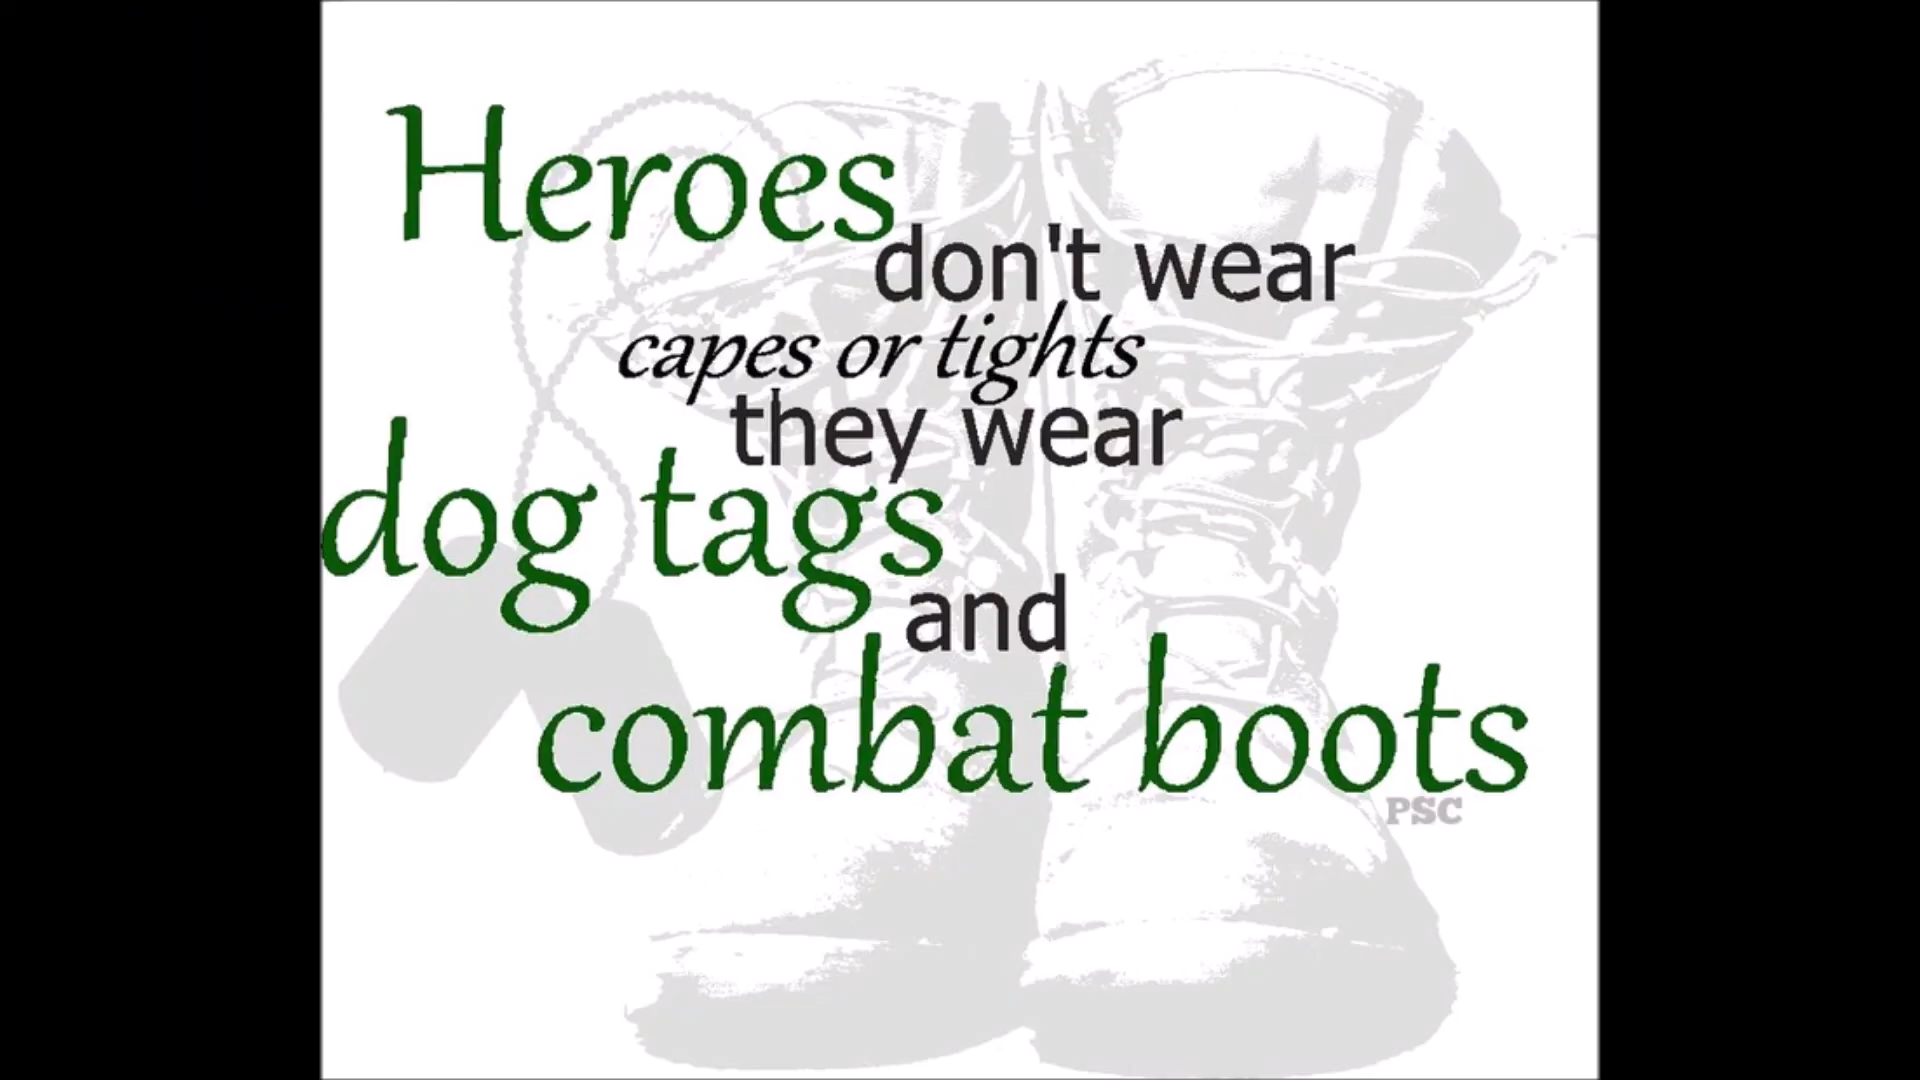 Heroes
don't wear
capes or tights
they wear
dog tags
and
combat boots
PSC